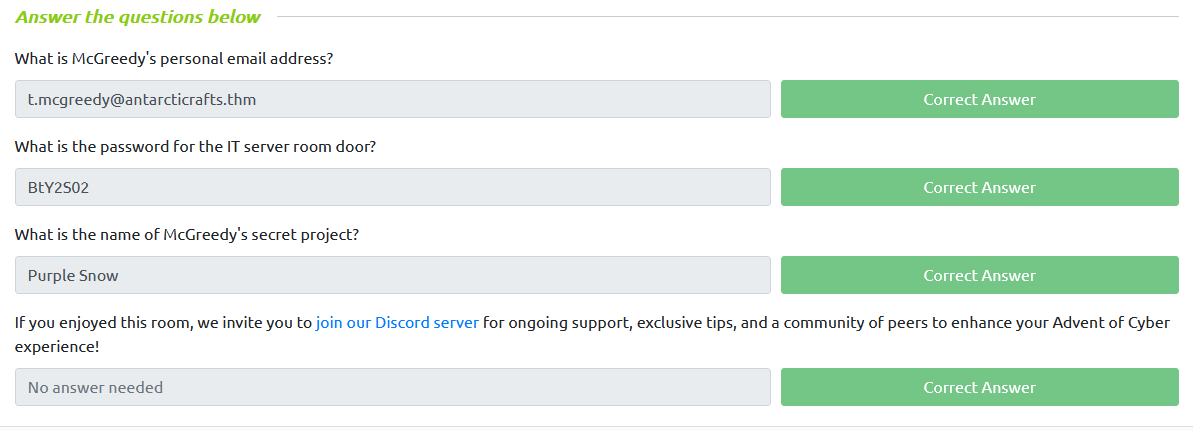 Answer the questions below
What is McGreedy's personal email address?
t.mcgreedy@antarcticrafts.thm
Correct Answer
What is the password for the IT server room door?
BtY2S02
Correct Answer
What is the name of McGreedy's secret project?
Purple Snow
Correct Answer
If you enjoyed this room, we invite you to join our Discord server for ongoing support, exclusive tips, and a community of peers to enhance your Advent of Cyber
experience!
No answer needed
Correct Answer